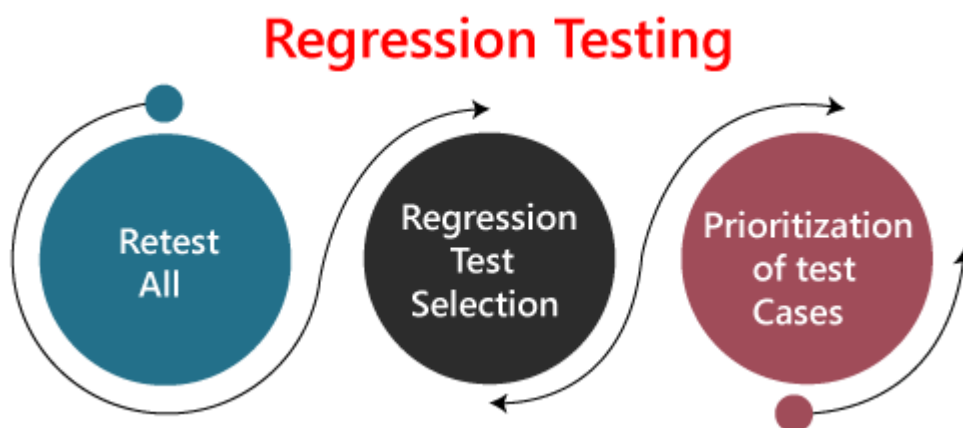 Regression Testing
Retest
All
Regression
Test
Selection
Prioritization
of test
Cases